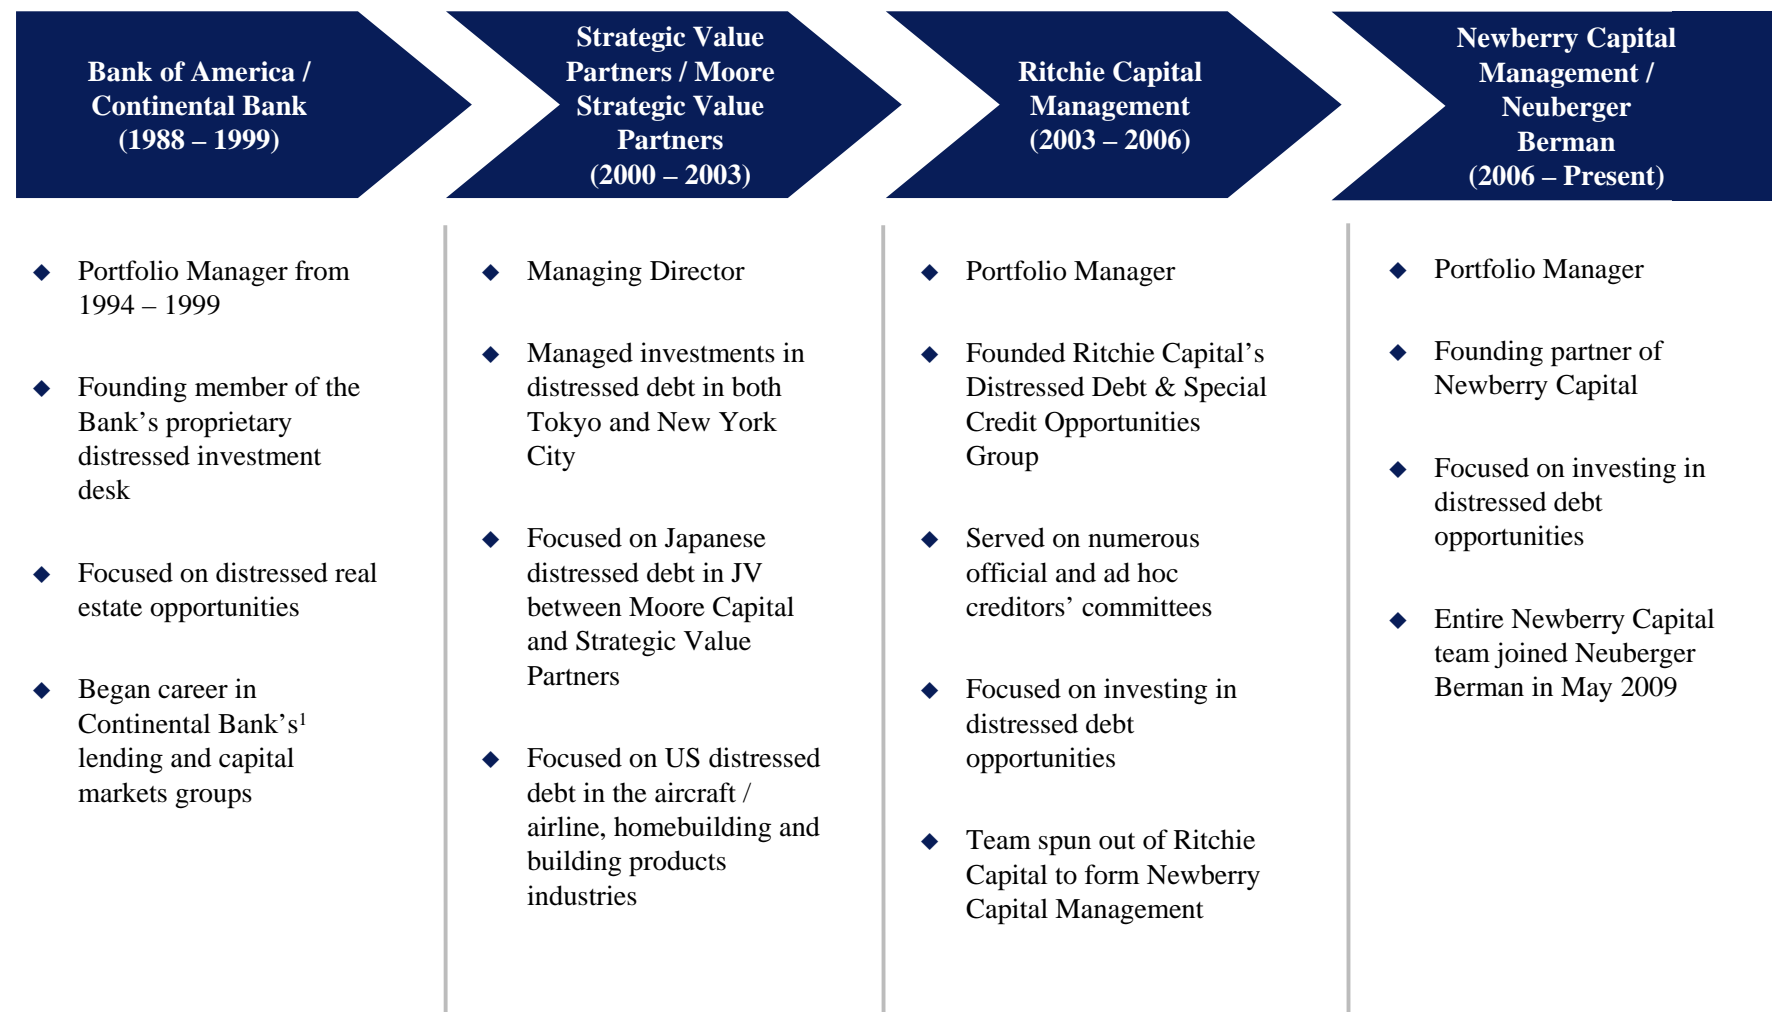 Bank of America /
Continental Bank
(1988 – 1999)
Strategic Value
Partners / Moore
Strategic Value
Partners
(2000 – 2003)
Ritchie Capital
Management
(2003 – 2006)
Newberry Capital
Management /
Neuberger
Berman
(2006 – Present)
◆ Portfolio Manager from
1994 – 1999
◆ Founding member of the
Bank’s proprietary
distressed investment
desk
◆ Focused on distressed real
estate opportunities
◆ Began career in
Continental Bank’s¹
lending and capital
markets groups
◆ Managing Director
◆ Managed investments in
distressed debt in both
Tokyo and New York
City
◆ Focused on Japanese
distressed debt in JV
between Moore Capital
and Strategic Value
Partners
◆ Focused on US distressed
debt in the aircraft /
airline, homebuilding and
building products
industries
◆ Portfolio Manager
◆ Founded Ritchie Capital’s
Distressed Debt & Special
Credit Opportunities
Group
◆ Served on numerous
official and ad hoc
creditors’ committees
◆ Focused on investing in
distressed debt
opportunities
◆ Team spun out of Ritchie
Capital to form Newberry
Capital Management
◆ Portfolio Manager
◆ Founding partner of
Newberry Capital
◆ Focused on investing in
distressed debt
opportunities
◆ Entire Newberry Capital
team joined Neuberger
Berman in May 2009